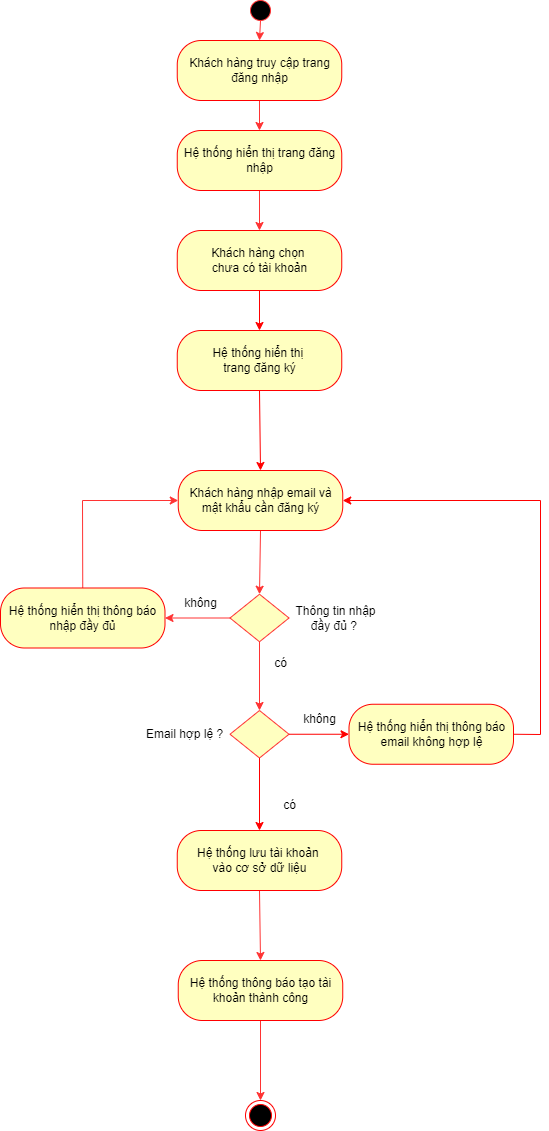 Khách hàng truy cập trang
đăng nhập
Hệ thống hiển thị trang đăng
nhập
Khách hàng chọn
chưa có tài khoản
Hệ thống hiển thị
trang đăng ký
Khách hàng nhập email và
mật khẩu cần đăng ký
không
Hệ thống hiển thị thông báo
nhập đầy đủ
Thông tin nhập
đầy đủ ?
có
Email hợp lệ ?
không
Hệ thống hiển thị thông báo
email không hợp lệ
có
Hệ thống lưu tài khoản
vào cơ sở dữ liệu
Hệ thống thông báo tạo tài
khoản thành công